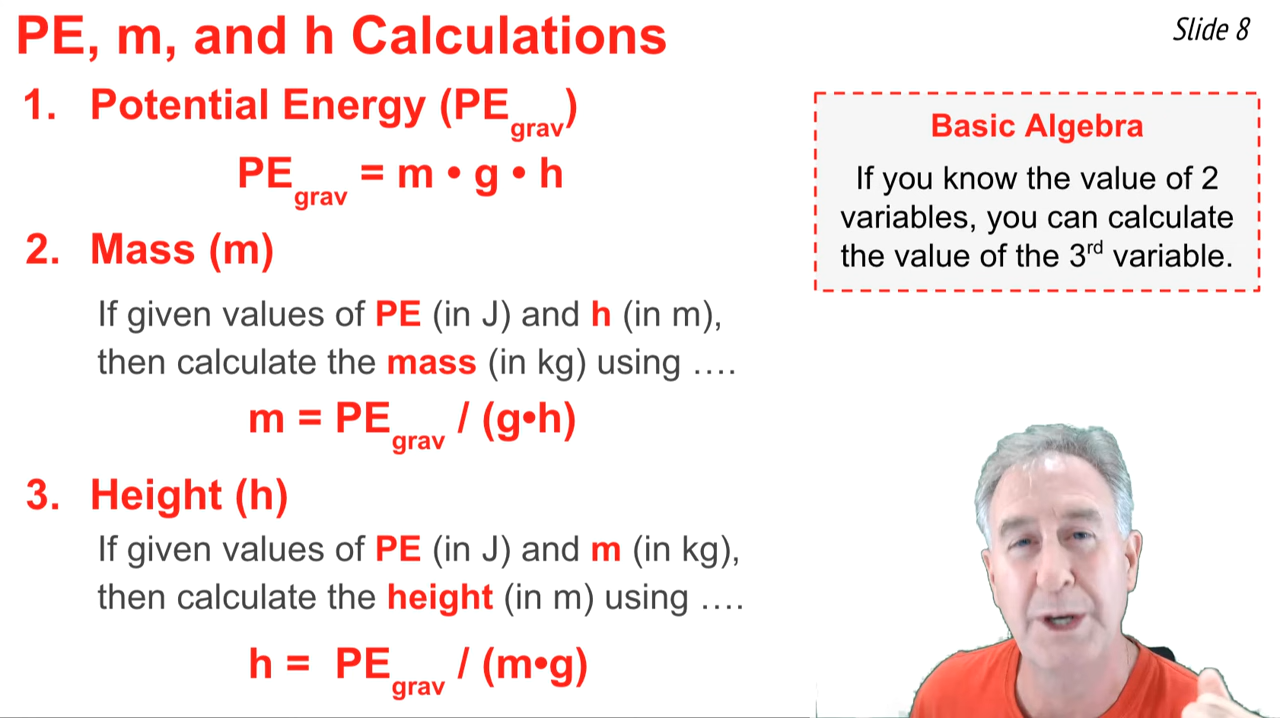 PE, m, and h Calculations
Slide 8
1. Potential Energy (PEgrav)
PEgrav = m • g • h
2. Mass (m)
If given values of PE (in J) and h (in m),
then calculate the mass (in kg) using ….
m = PEgrav / (g•h)
3. Height (h)
If given values of PE (in J) and m (in kg),
then calculate the height (in m) using ….
h = PEgrav / (m•g)
Basic Algebra
If you know the value of 2
variables, you can calculate
the value of the 3rd variable.